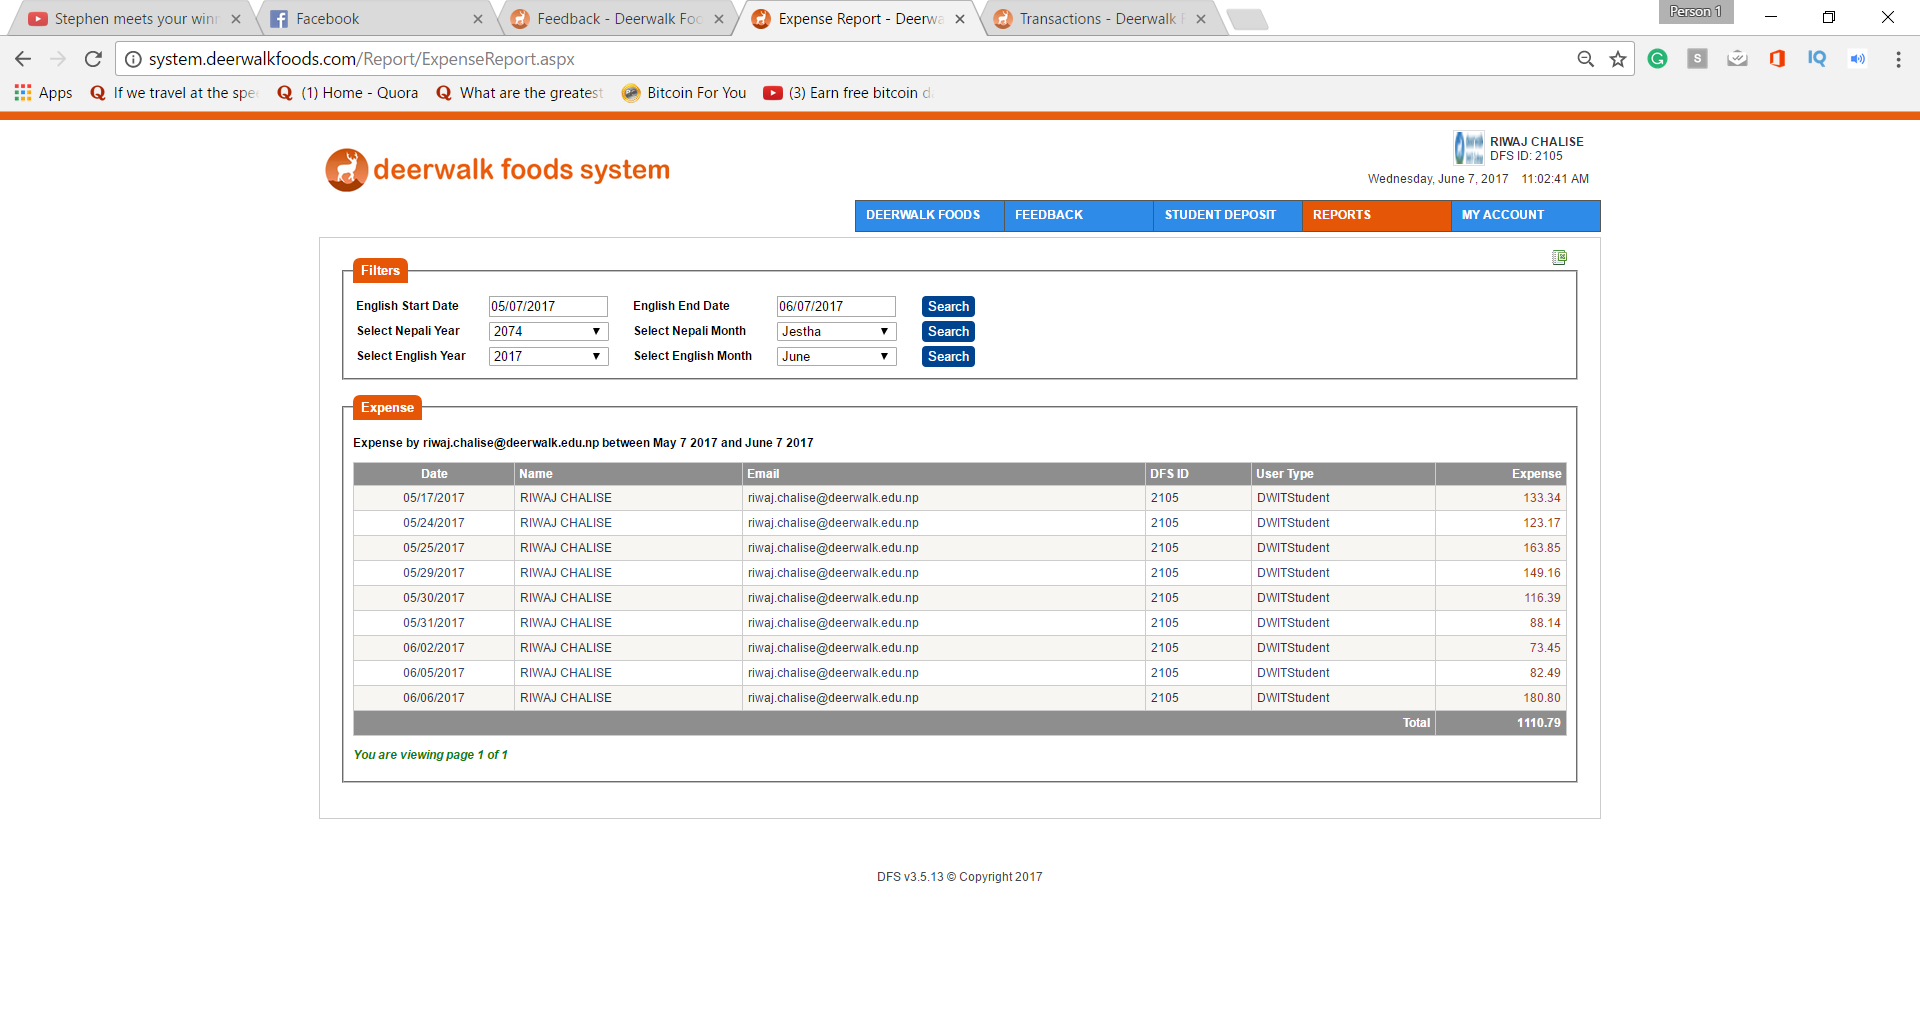 Stephen meets your winn
Facebook
Feedback - Deerwalk Foo
Expense Report - Deerwa
Transactions - Deerwalk F
Person 1
system.deerwalkfoods.com/Report/ExpenseReport.aspx
Apps
If we travel at the spe
(1) Home - Quora
What are the greatest
Bitcoin For You
(3) Earn free bitcoin d
RIWAJ CHALISE
DFS ID: 2105
deerwalk foods system
Wednesday, June 7, 2017 11:02:41 AM
DEERWALK FOODS FEEDBACK STUDENT DEPOSIT REPORTS MY ACCOUNT
Filters
English Start Date 05/07/2017 English End Date 06/07/2017 Search
Select Nepali Year 2074 Select Nepali Month Jestha Search
Select English Year 2017 Select English Month June Search
Expense
Expense by riwaj.chalise@deerwalk.edu.np between May 7 2017 and June 7 2017
Date Name Email DFS ID User Type Expense
05/17/2017 RIWAJ CHALISE riwaj.chalise@deerwalk.edu.np 2105 DWITStudent 133.34
05/24/2017 RIWAJ CHALISE riwaj.chalise@deerwalk.edu.np 2105 DWITStudent 123.17
05/25/2017 RIWAJ CHALISE riwaj.chalise@deerwalk.edu.np 2105 DWITStudent 163.85
05/29/2017 RIWAJ CHALISE riwaj.chalise@deerwalk.edu.np 2105 DWITStudent 149.16
05/30/2017 RIWAJ CHALISE riwaj.chalise@deerwalk.edu.np 2105 DWITStudent 116.39
05/31/2017 RIWAJ CHALISE riwaj.chalise@deerwalk.edu.np 2105 DWITStudent 88.14
06/02/2017 RIWAJ CHALISE riwaj.chalise@deerwalk.edu.np 2105 DWITStudent 73.45
06/05/2017 RIWAJ CHALISE riwaj.chalise@deerwalk.edu.np 2105 DWITStudent 82.49
06/06/2017 RIWAJ CHALISE riwaj.chalise@deerwalk.edu.np 2105 DWITStudent 180.80
Total 1110.79
You are viewing page 1 of 1
DFS v3.5.13 © Copyright 2017